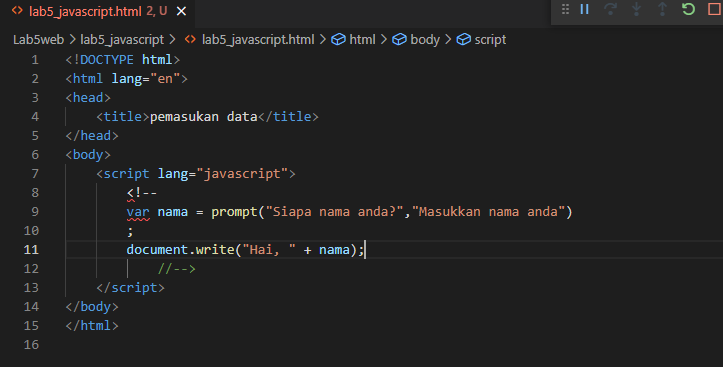 lab5_javascript.html 2, U
Lab5web > lab5_javascript > lab5_javascript.html > html > body > script
1 <!DOCTYPE html>
2 <html lang="en">
3 <head>
4 <title>pemasukan data</title>
5 </head>
6 <body>
7 <script lang="javascript">
8 <!--
9 var nama = prompt("Siapa nama anda?","Masukkan nama anda")
10 ;
11 document.write("Hai, " + nama);
12 //-->
13 </script>
14 </body>
15 </html>
16